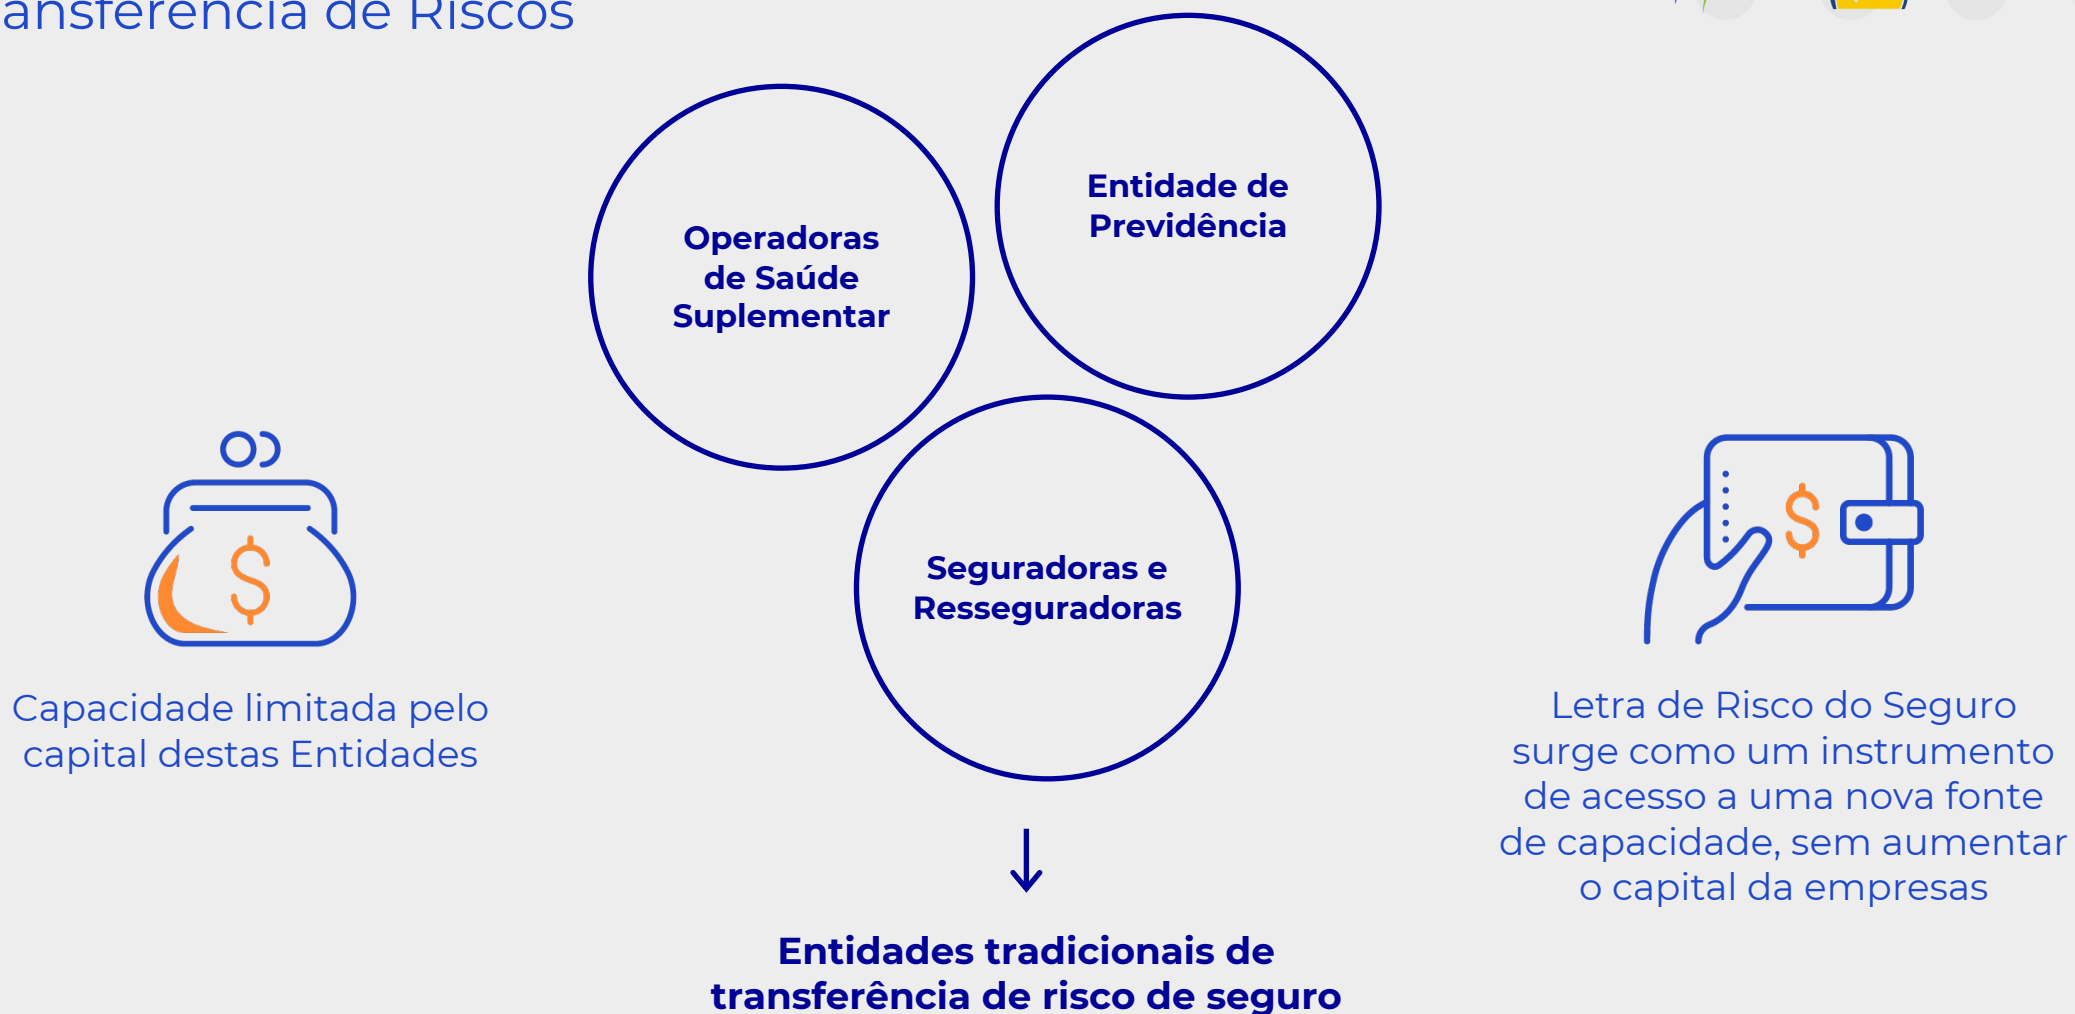 ansferência de Riscos
Entidade de
Previdência
Operadoras
de Saúde
Suplementar
Seguradoras e
Resseguradoras
Capacidade limitada pelo
capital destas Entidades
Letra de Risco do Seguro
surge como um instrumento
de acesso a uma nova fonte
de capacidade, sem aumentar
o capital da empresas
Entidades tradicionais de
transferência de risco de seguro